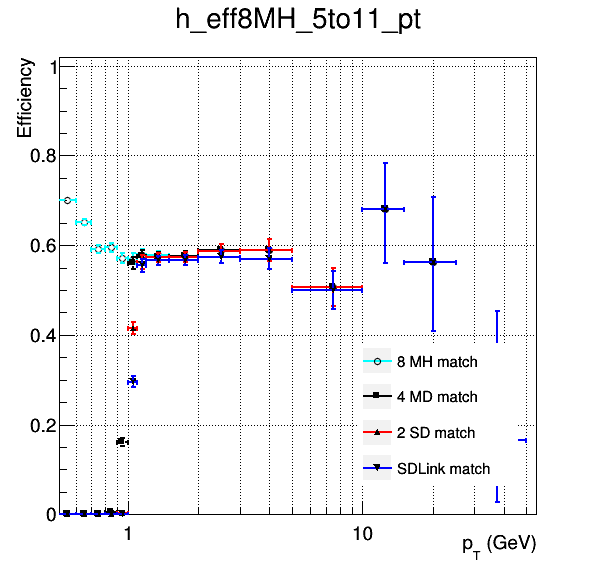 h_eff8MH_5to11_pt
Efficiency
1
0.8
0.6
0.4
0.2
0
8 MH match
4 MD match
2 SD match
SDLink match
1
10
p_T (GeV)